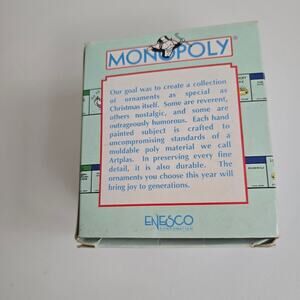 MONOPOLY®
Our goal was to create a collection
of ornaments as special as
Christmas itself. Some are reverent,
others nostalgic, and some are
outrageously humorous. Each hand
painted subject is crafted to
uncompromising standards of a
moldable poly material we call
Artplas. In preserving every fine
detail, it is also durable. The
ornaments you choose this year will
bring joy to generations.
ENESCO
CORPORATION